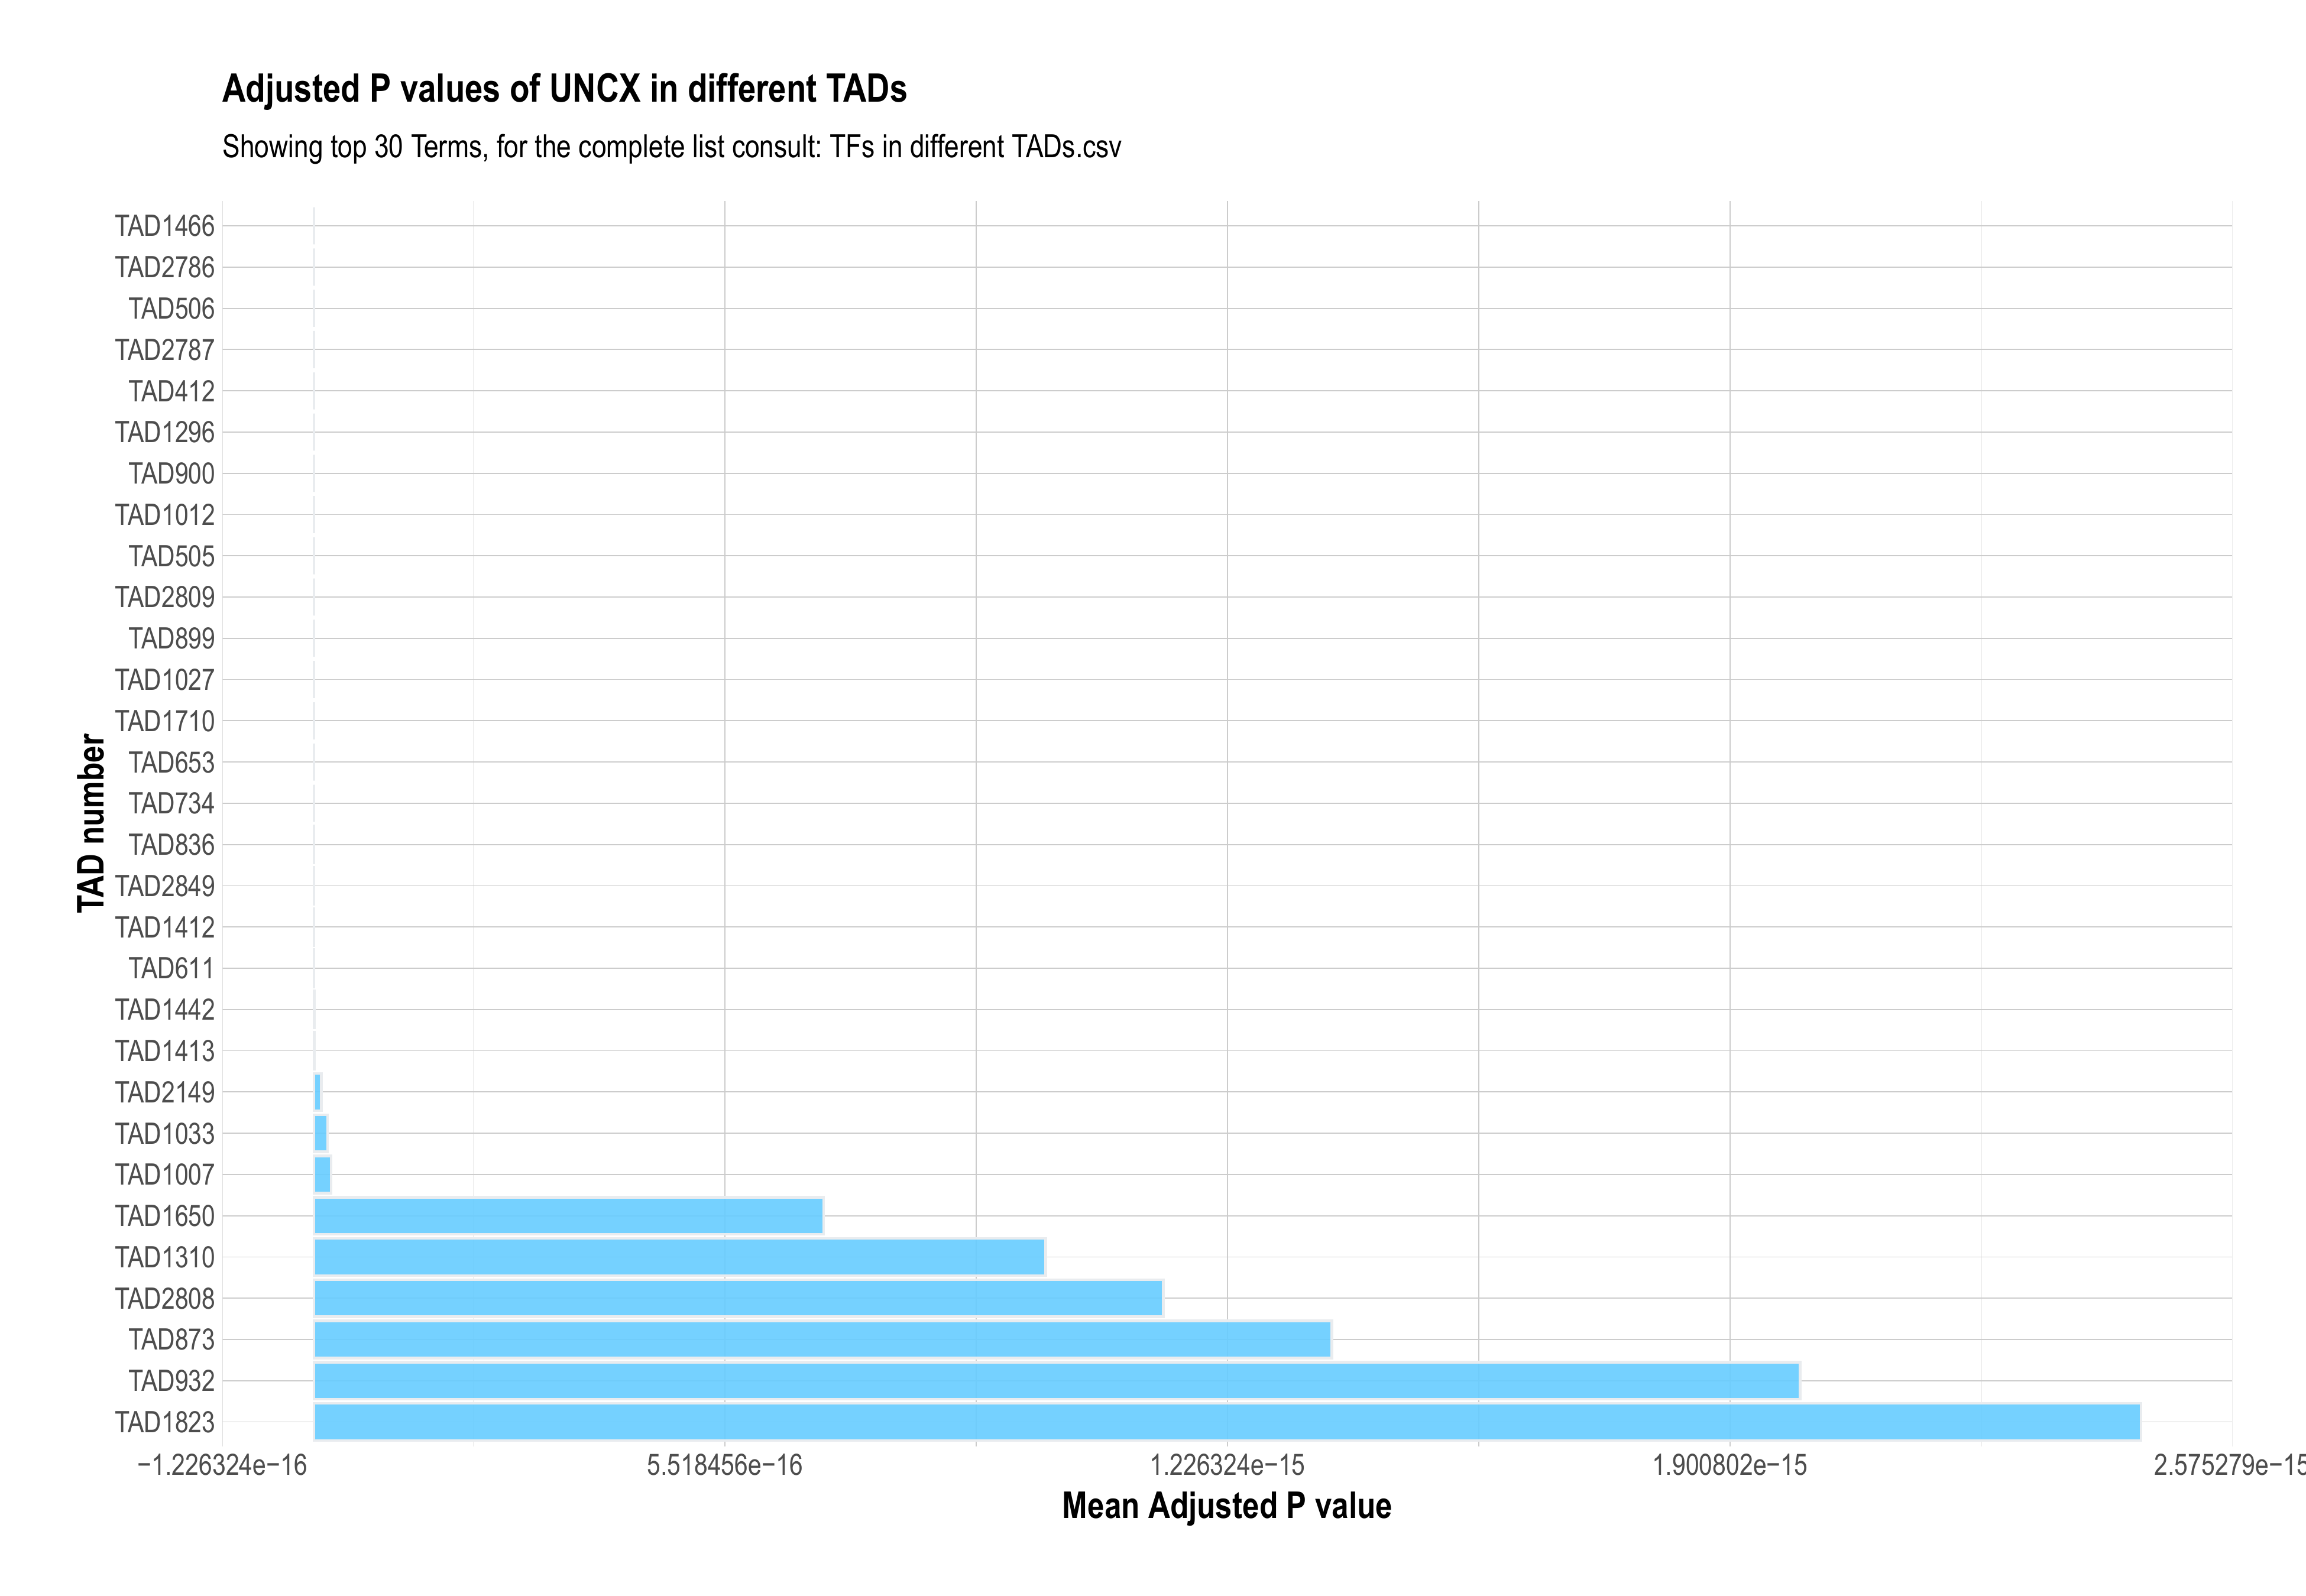 Adjusted P values of UNCX in different TADs
Showing top 30 Terms, for the complete list consult: TFs in different TADs.csv
TAD1466
TAD2786
TAD506
TAD2787
TAD412
TAD1296
TAD900
TAD1012
TAD505
TAD2809
TAD899
TAD1027
TAD1710
TAD653
TAD734
TAD836
TAD2849
TAD1412
TAD611
TAD1442
TAD1413
TAD2149
TAD1033
TAD1007
TAD1650
TAD1310
TAD2808
TAD873
TAD932
TAD1823
TAD number
−1.226324e−16 5.518456e−16 1.226324e−15 1.900802e−15 2.575279e−15
Mean Adjusted P value